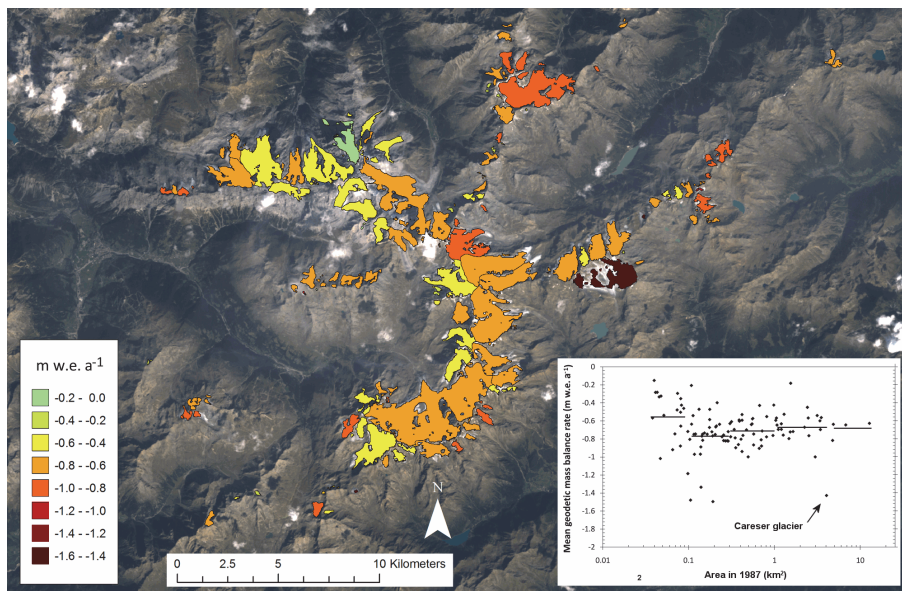 m w.e. a-1
-0.2 - 0.0
-0.4 - -0.2
-0.6 - -0.4
-0.8 - -0.6
-1.0 - -0.8
-1.2 - -1.0
-1.4 - -1.2
-1.6 - -1.4
N
0 2.5 5 10 Kilometers
Mean geodetic mass balance rate (m w.e. a-1)
0
-0.2
-0.4
-0.6
-0.8
-1
-1.2
-1.4
-1.6
-1.8
-2
Careser glacier
0.01 0.1 1 10
2
Area in 1987 (km2)